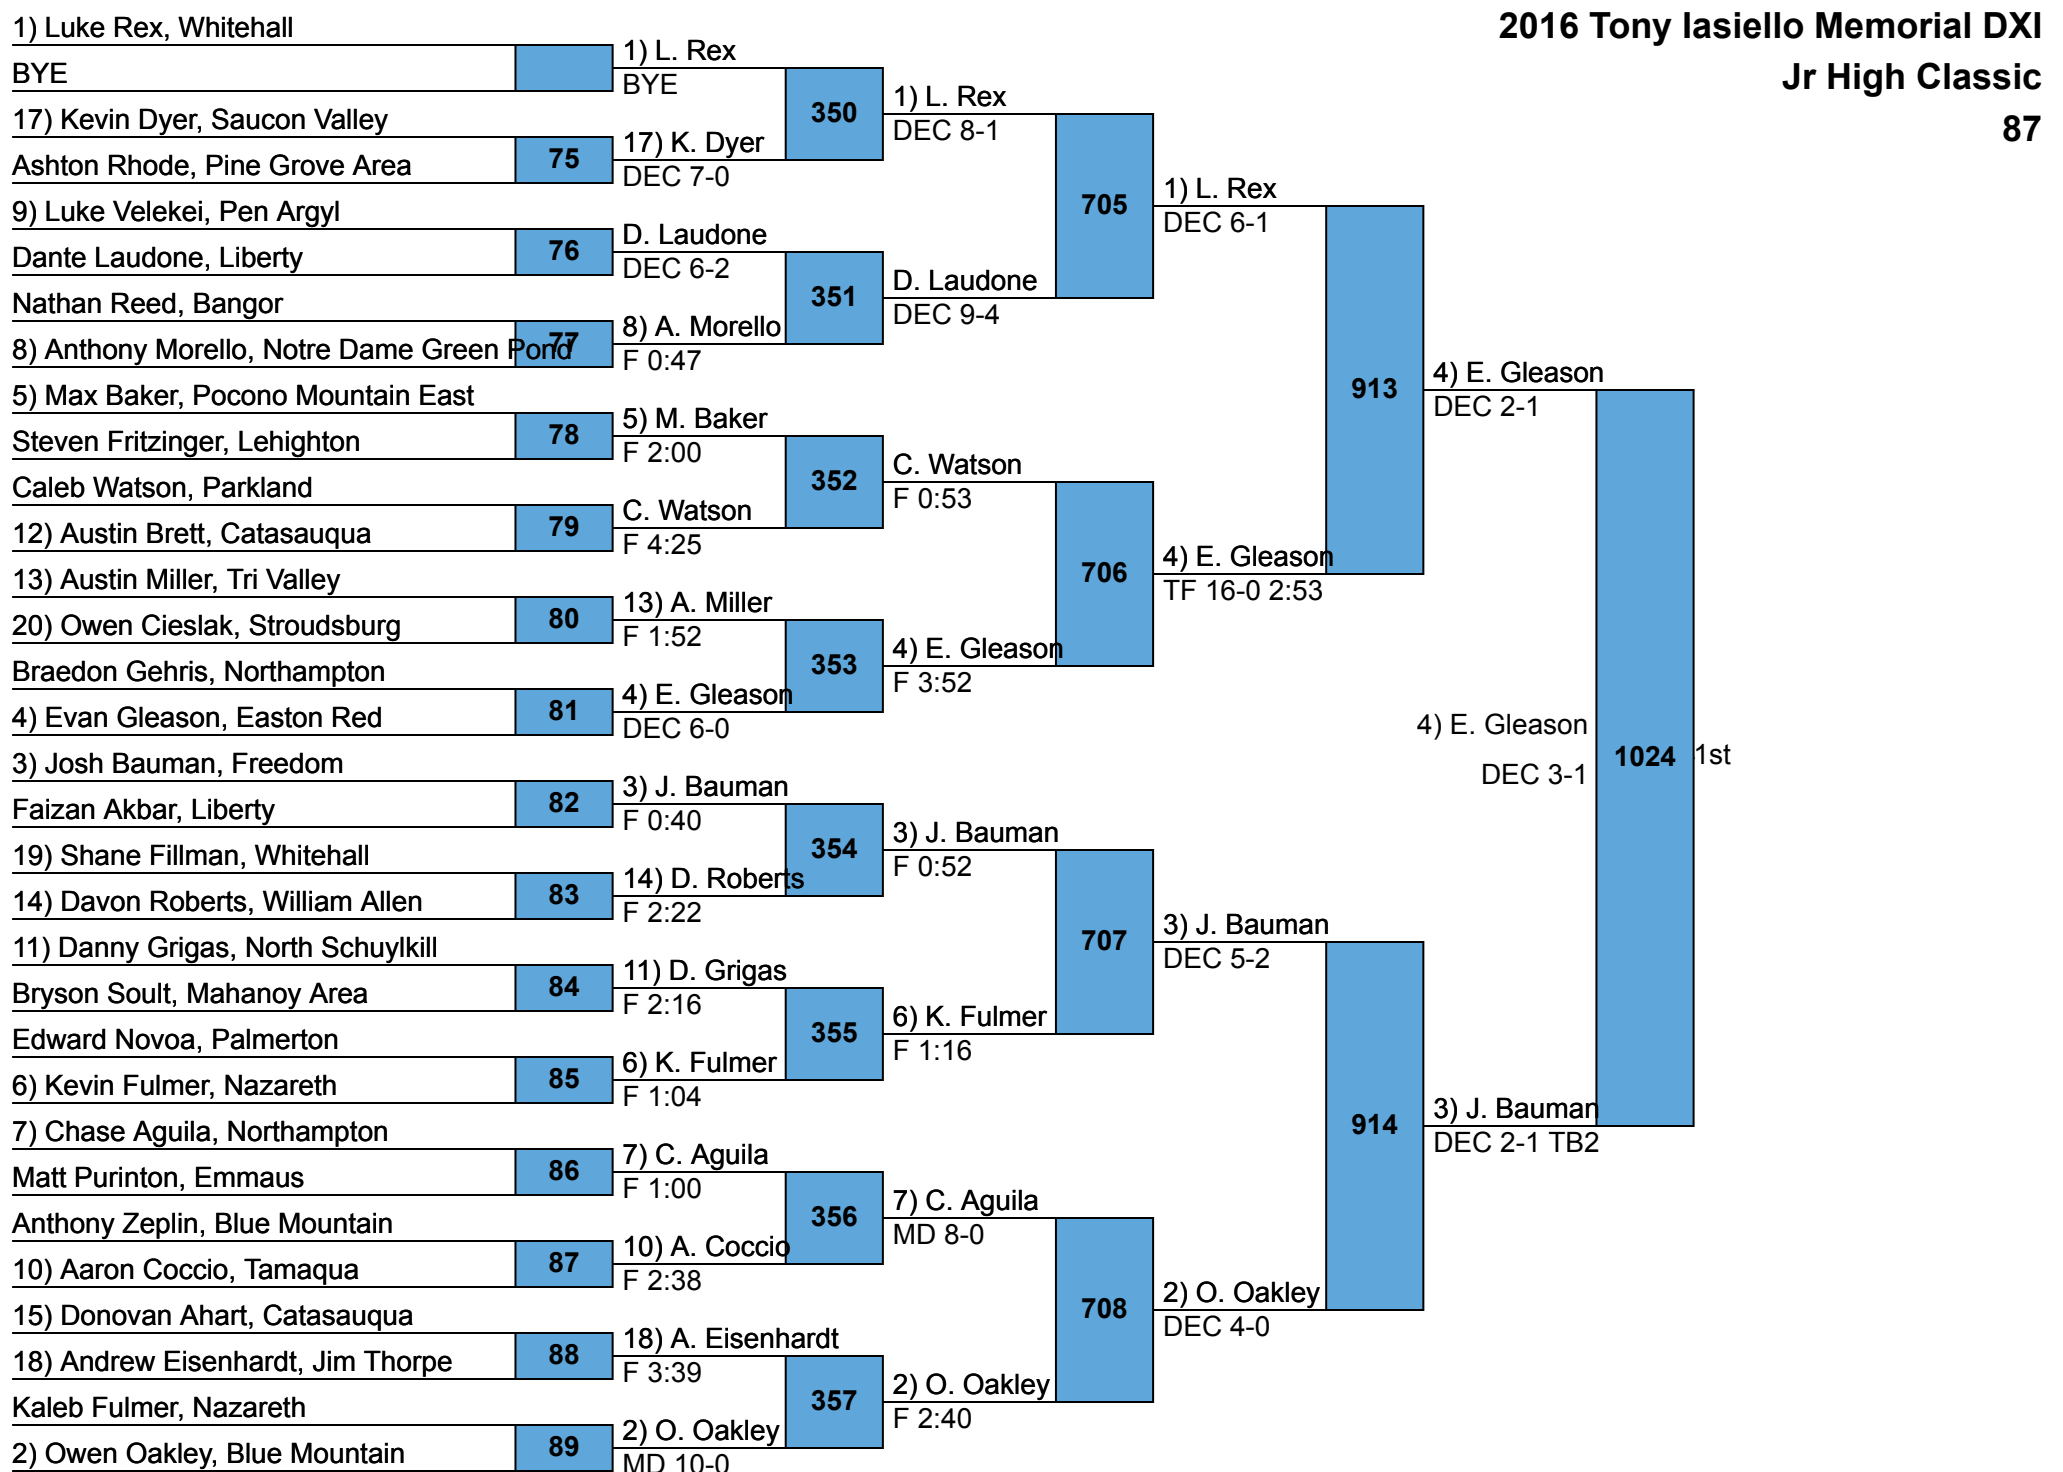 2016 Tony Iasiello Memorial DXI
Jr High Classic
87
1) Luke Rex, Whitehall
BYE
17) Kevin Dyer, Saucon Valley
Ashton Rhode, Pine Grove Area
9) Luke Velekei, Pen Argyl
Dante Laudone, Liberty
Nathan Reed, Bangor
8) Anthony Morello, Notre Dame Green Pond
5) Max Baker, Pocono Mountain East
Steven Fritzinger, Lehighton
Caleb Watson, Parkland
12) Austin Brett, Catasauqua
13) Austin Miller, Tri Valley
20) Owen Cieslak, Stroudsburg
Braedon Gehris, Northampton
4) Evan Gleason, Easton Red
3) Josh Bauman, Freedom
Faizan Akbar, Liberty
19) Shane Fillman, Whitehall
14) Davon Roberts, William Allen
11) Danny Grigas, North Schuylkill
Bryson Soult, Mahanoy Area
Edward Novoa, Palmerton
6) Kevin Fulmer, Nazareth
7) Chase Aguila, Northampton
Matt Purinton, Emmaus
Anthony Zeplin, Blue Mountain
10) Aaron Coccio, Tamaqua
15) Donovan Ahart, Catasauqua
18) Andrew Eisenhardt, Jim Thorpe
Kaleb Fulmer, Nazareth
2) Owen Oakley, Blue Mountain
75
76
77
78
79
80
81
82
83
84
85
86
87
88
89
1) L. Rex
BYE
17) K. Dyer
DEC 7-0
D. Laudone
DEC 6-2
8) A. Morello
F 0:47
5) M. Baker
F 2:00
C. Watson
F 4:25
13) A. Miller
F 1:52
4) E. Gleason
DEC 6-0
3) J. Bauman
F 0:40
14) D. Roberts
F 2:22
11) D. Grigas
F 2:16
6) K. Fulmer
F 1:04
7) C. Aguila
F 1:00
10) A. Coccio
F 2:38
18) A. Eisenhardt
F 3:39
2) O. Oakley
MD 10-0
350
351
352
353
354
355
356
357
1) L. Rex
DEC 8-1
D. Laudone
DEC 9-4
C. Watson
F 0:53
4) E. Gleason
F 3:52
3) J. Bauman
F 0:52
6) K. Fulmer
F 1:16
7) C. Aguila
MD 8-0
2) O. Oakley
F 2:40
705
706
707
708
1) L. Rex
DEC 6-1
4) E. Gleason
TF 16-0 2:53
3) J. Bauman
DEC 5-2
2) O. Oakley
DEC 4-0
913
914
4) E. Gleason
DEC 2-1
3) J. Bauman
DEC 2-1 TB2
4) E. Gleason
DEC 3-1
1024
1st